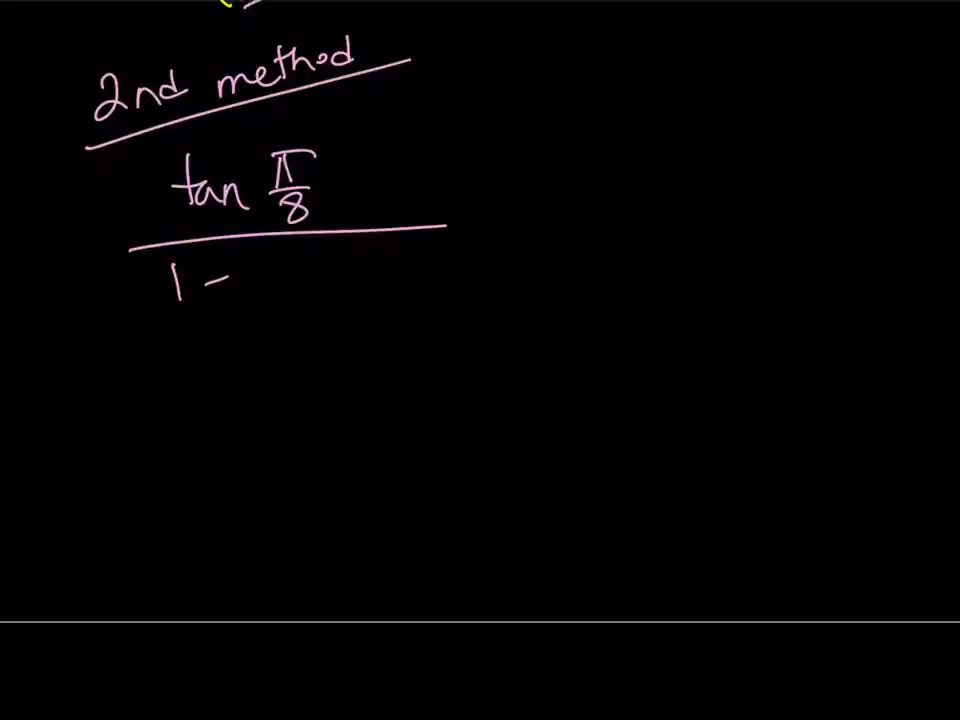 2nd method
tan π/8
1 -